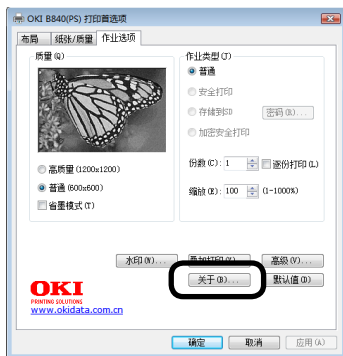 OKI B840(PS) 打印首选项
布局 纸张/质量 作业选项
质量(Q)
高质量 (1200x1200)
普通 (600x600)
省墨模式(T)
作业类型(J)
普通
安全打印
存储到SD 密码(R)...
加密安全打印
份数(C): 1 逐份打印(L)
缩放(E): 100 (1-1000%)
水印(W)... 叠加打印(Y)... 高级(V)...
关于(B)... 默认值(D)
OKI
PRINTING SOLUTIONS
www.okidata.com.cn
确定 取消 应用(A)